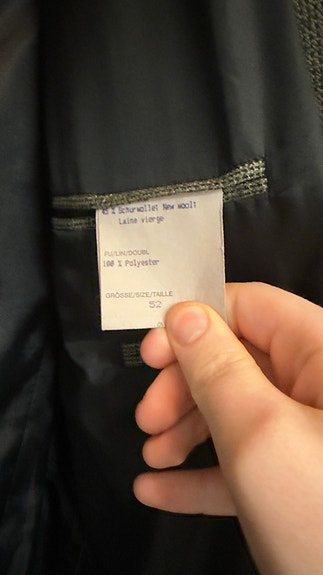 % Schurwolle: New wool:
Laine vierge
FU/LIN/DOUBL
100 % Polyester
GRÖSSE/SIZE/TAILLE
52